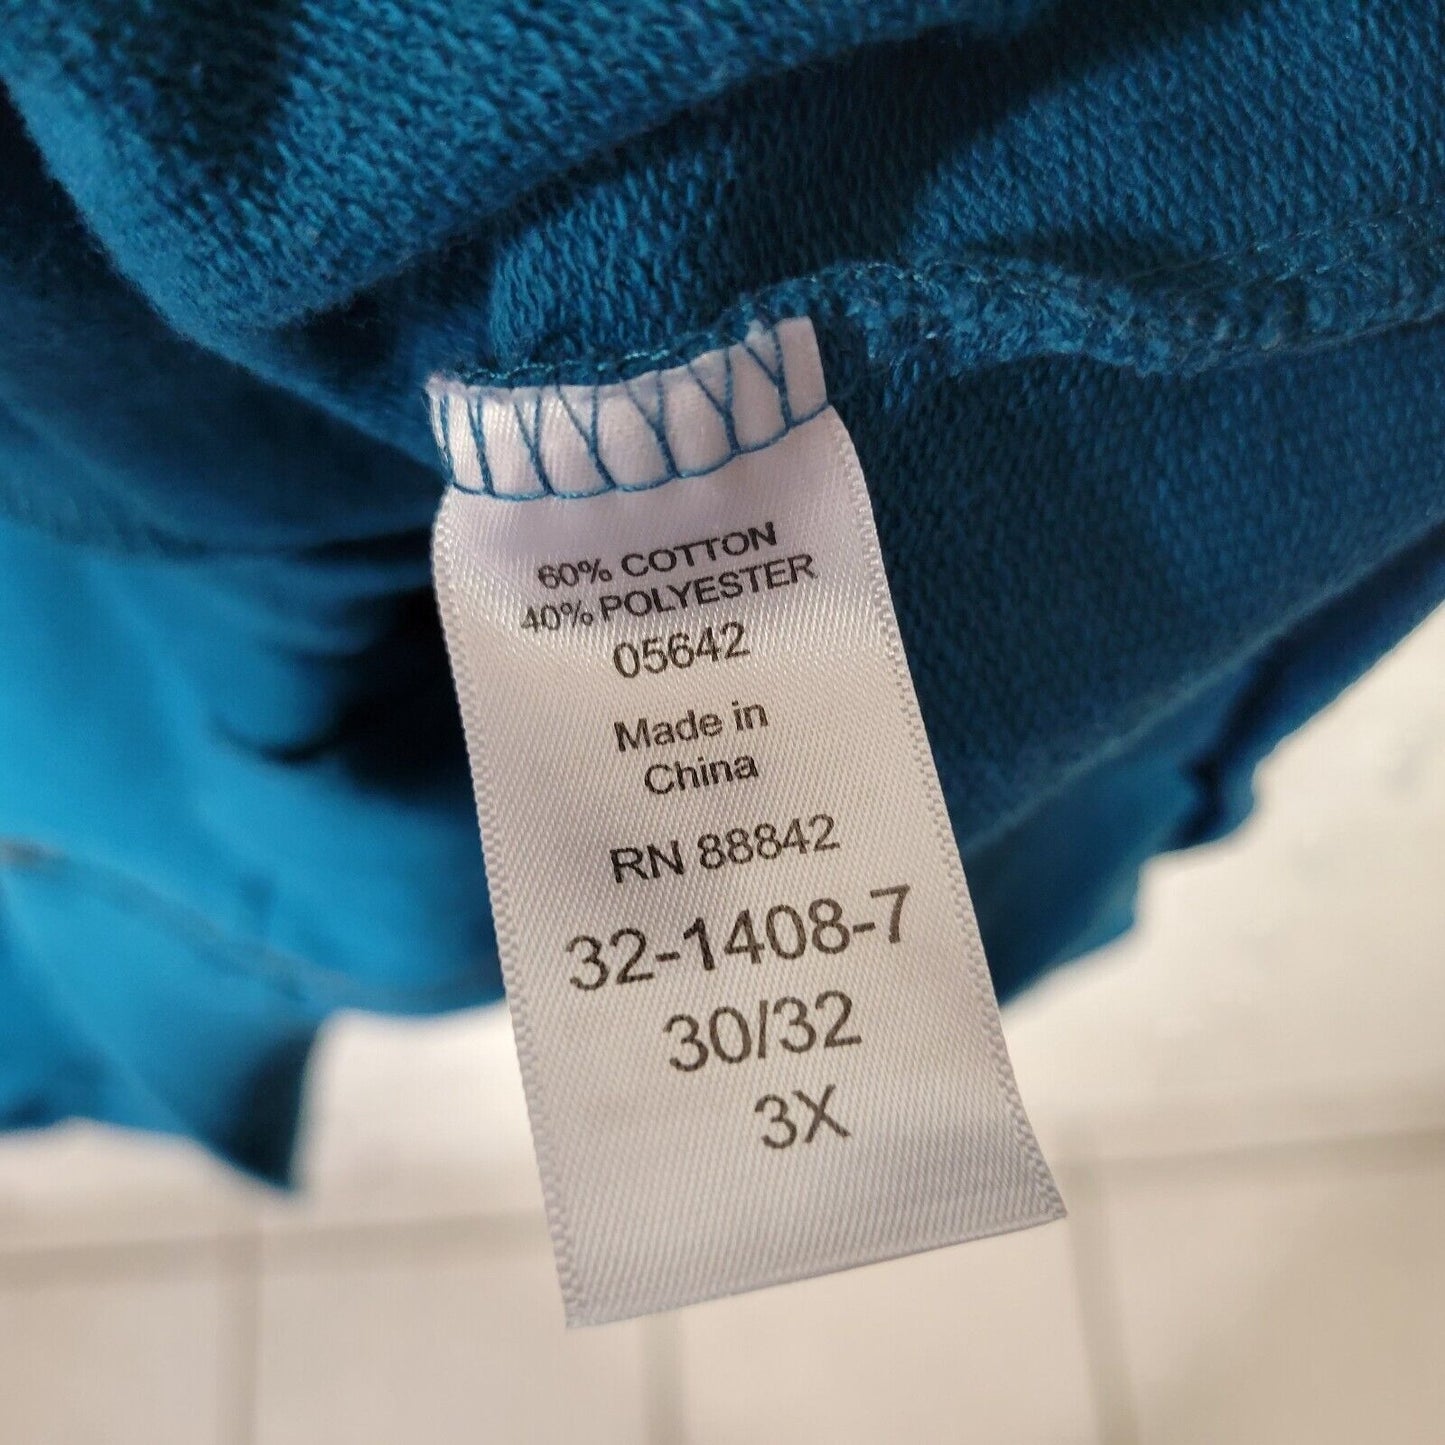 60% COTTON
40% POLYESTER
05642
Made in
China
RN 88842
32-1408-7
30/32
3X